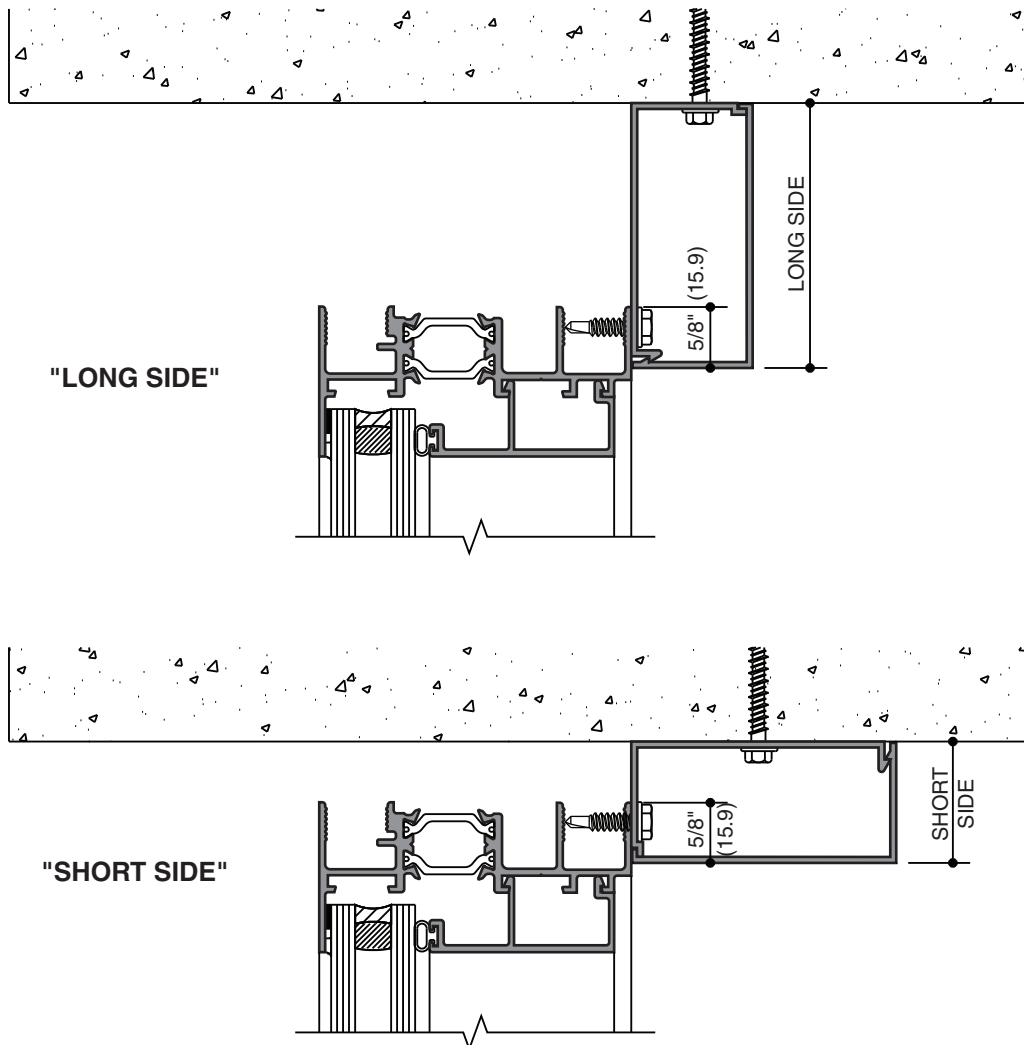 LONG SIDE
5/8" (15.9)
"LONG SIDE"
SHORT
SIDE
5/8"
(15.9)
"SHORT SIDE"